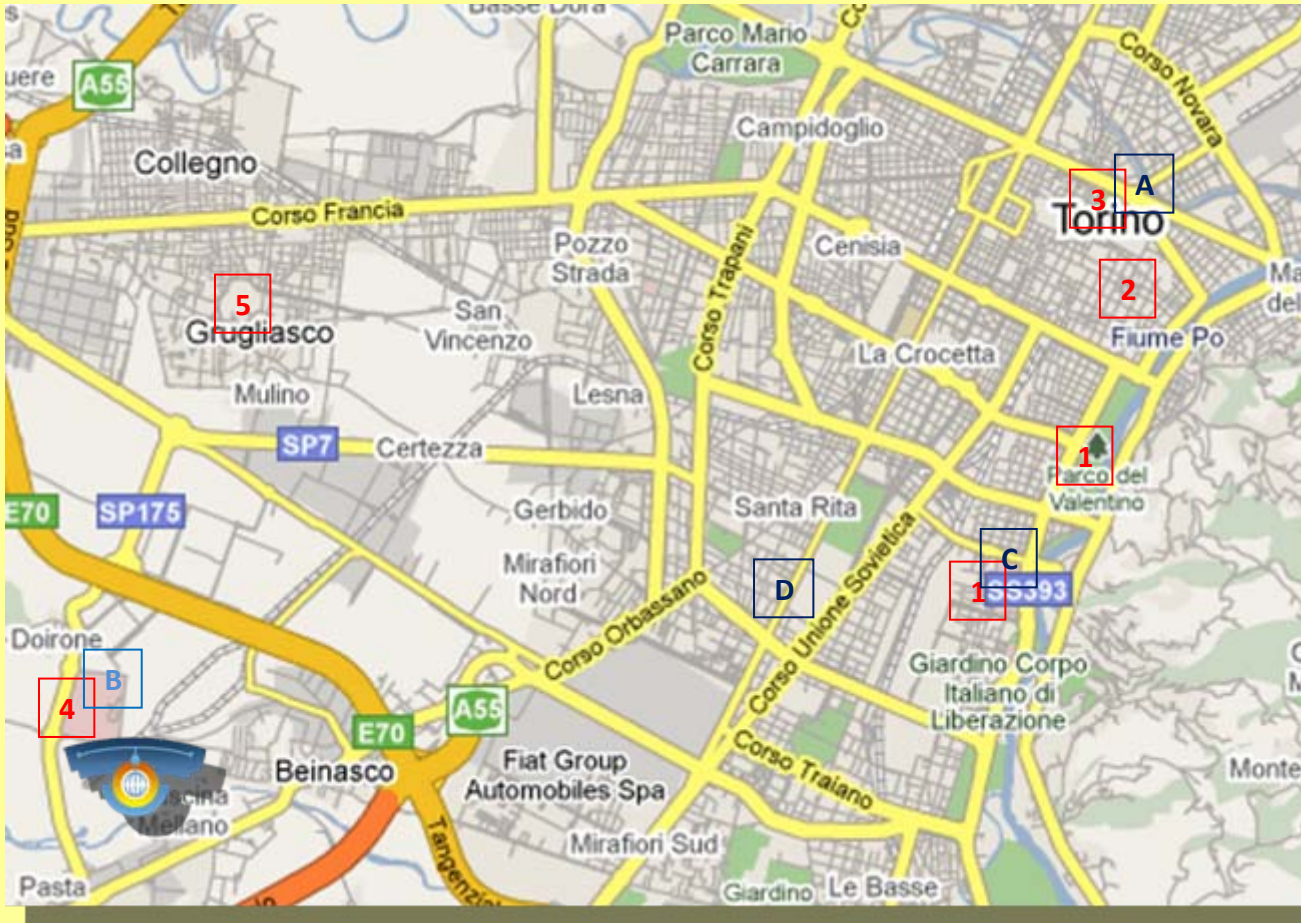 Basse Dora
Parco Mario
Carrara
Corso Novara
A55
Campidoglio
Collegno
A
3
Torino
Corso Francia
Pozzo
Strada
Cenisia
Corso Trapani
2
5
Grugliasco
San
Vincenzo
Fiume Po
La Crocetta
Mulino
Lesna
SP7
Certezza
1
Parco del
Valentino
E70
SP175
Gerbido
Santa Rita
Mirafiori
Nord
Corso Unione Sovietica
C
D
1
SS393
Doirone
Corso Orbassano
B
4
Giardino Corpo
Italiano di
Liberazione
A55
E70
Beinasco
Fiat Group
Automobiles Spa
Corso Traiano
Mellano
Mirafiori Sud
Pasta
Giardino
Le Basse